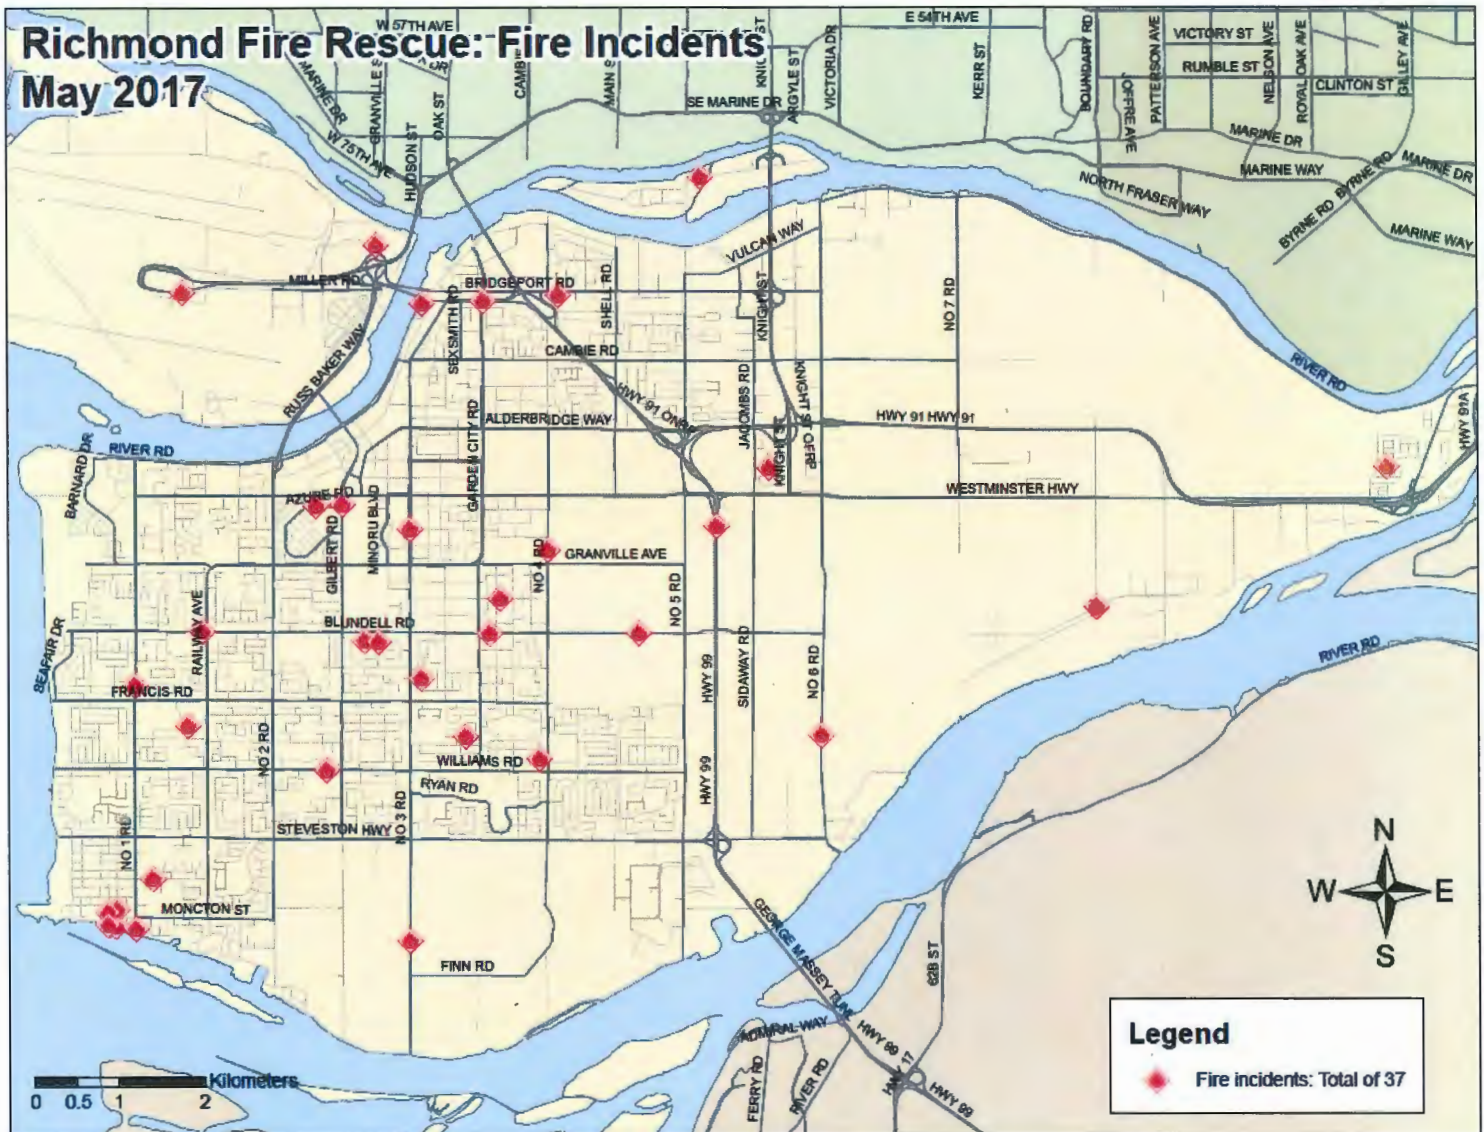 Richmond Fire Rescue: Fire Incidents
May 2017
W 57TH AVE
E 54TH AVE
VICTORY ST
RUMBLE ST
CLINTON ST
MARINE DR
GRANVILLE S
OAK ST
CAMB
MAIN S
KNIG ST
ARGYLE ST
VICTORIA DR
KERR ST
BOUNDARY RD
JOFFRE AVE
PATTERSON AVE
NELSON AVE
ROYAL OAK AVE
GILLEY AVE
SE MARINE DR
W 75TH AVE
HUDSON ST
MARINE DR
MARINE WAY
MARINE DR
NORTH FRASER WAY
BYRNE RD
BYRNE RD
MARINE WAY
VULCAN WAY
MILLER RD
BRIDGEPORT RD
SEXSMITH RD
SHELL RD
KNIGHT ST
NO 7 RD
CAMBIE RD
RUSS BAKER WAY
RIVER RD
HWY 91 ONRP
JACOMBS RD
KNIGHT ST OFRP
KNIGHT ST
ALDERBRIDGE WAY
HWY 91 HWY 91
HWY 91A
BARNARD DR
RIVER RD
GARDEN CITY RD
AZURE RD
GILBERT RD
MINORU BLVD
WESTMINSTER HWY
NO 4 RD
GRANVILLE AVE
NO 5 RD
RAILWAY AVE
BLUNDELL RD
SEAFAIR DR
FRANCIS RD
HWY 99
SIDAWAY RD
NO 6 RD
RIVER RD
NO 2 RD
WILLIAMS RD
RYAN RD
HWY 99
NO 1 RD
STEVESTON HWY
NO 3 RD
MONCTON ST
FINN RD
GEORGE MASSEY TUNL
HWY 99
62B ST
ADMIRAL WAY
FERRY RD
RIVER RD
HWY 17
HWY 99
N
W E
S
Legend
Fire incidents: Total of 37
Kilometers
0 0.5 1 2